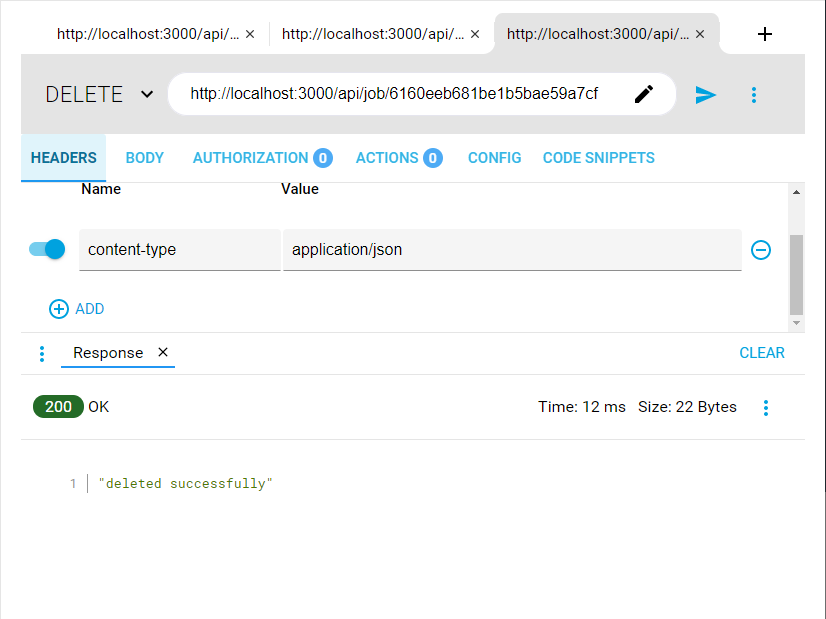 http://localhost:3000/api/... × http://localhost:3000/api/... × http://localhost:3000/api/... × +
DELETE http://localhost:3000/api/job/6160eeb681be1b5bae59a7cf
HEADERS BODY AUTHORIZATION 0 ACTIONS 0 CONFIG CODE SNIPPETS
Name Value
content-type application/json
ADD
Response × CLEAR
200 OK Time: 12 ms Size: 22 Bytes
1 "deleted successfully"